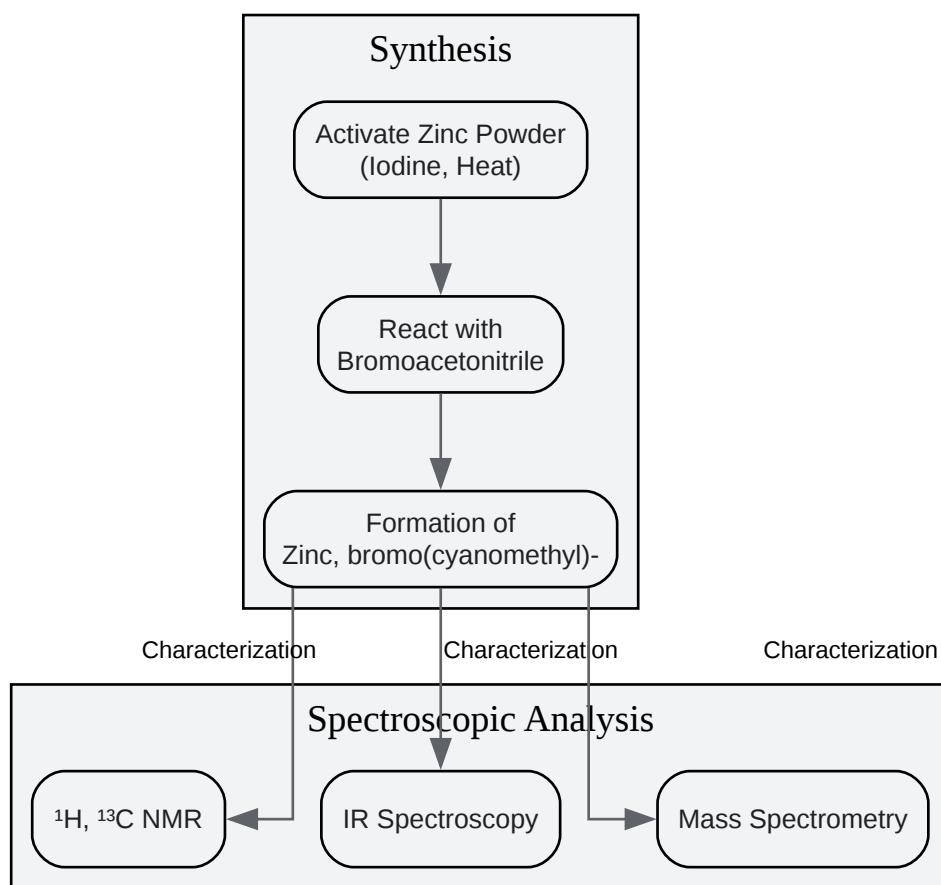 Synthesis
Activate Zinc Powder
(Iodine, Heat)
React with
Bromoacetonitrile
Formation of
Zinc, bromo(cyanomethyl)-
Characterization
Characterization
Characterization
Spectroscopic Analysis
¹H, ¹³C NMR
IR Spectroscopy
Mass Spectrometry